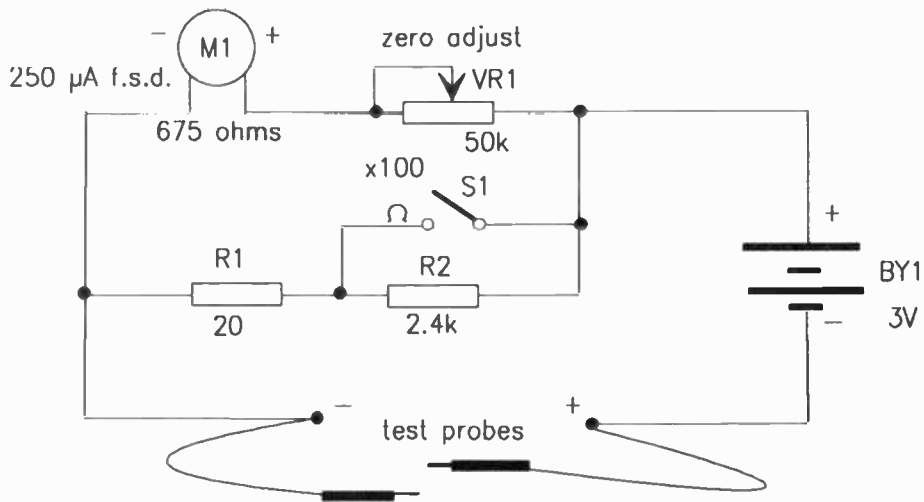 − M1 +
zero adjust
250 µA f.s.d.
VR1
675 ohms
50k
x100
S1
Ω
+
R1
R2
BY1
20
2.4k
−
3V
−
+
test probes